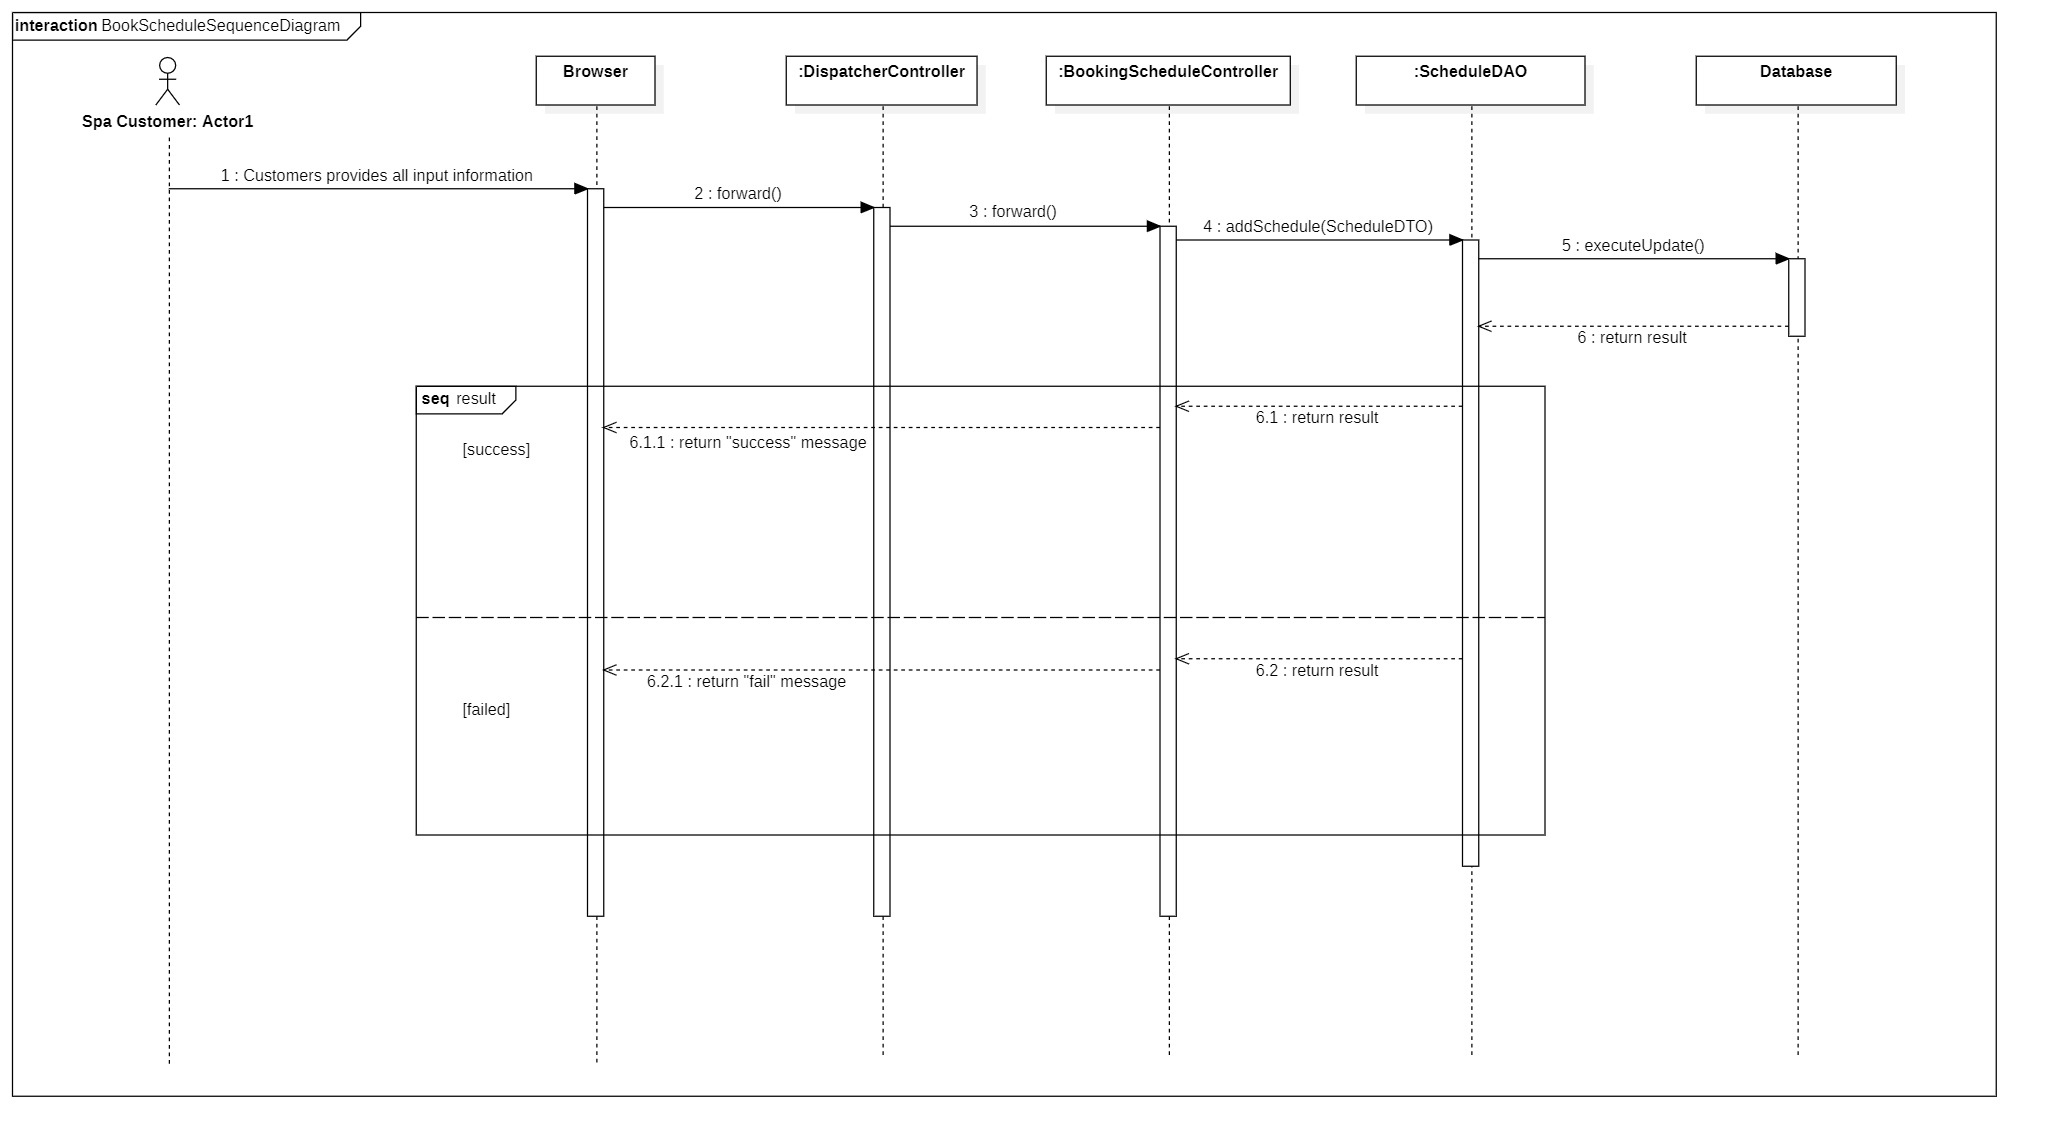 interaction BookScheduleSequenceDiagram
Spa Customer: Actor1
Browser
:DispatcherController
:BookingScheduleController
:ScheduleDAO
Database
1 : Customers provides all input information
2 : forward()
3 : forward()
4 : addSchedule(ScheduleDTO)
5 : executeUpdate()
6 : return result
seq result
6.1 : return result
6.1.1 : return "success" message
[success]
6.2 : return result
6.2.1 : return "fail" message
[failed]